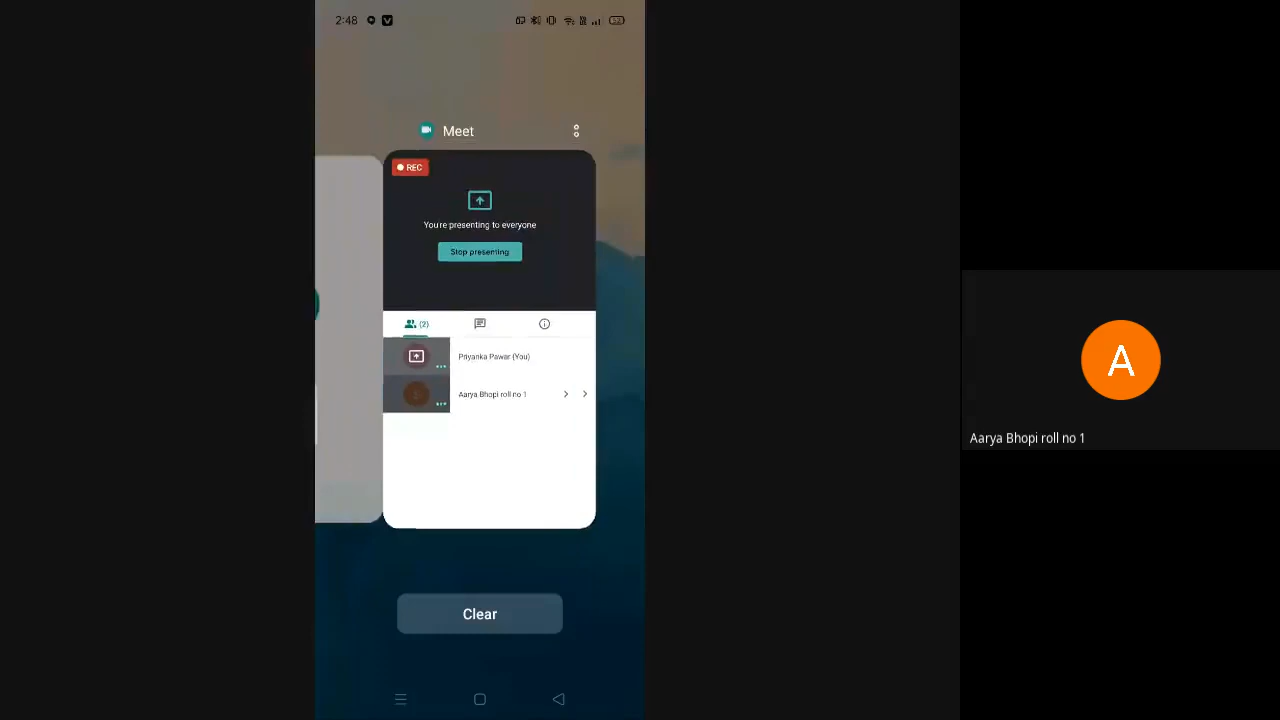 2:48
Meet
REC
You're presenting to everyone
Stop presenting
(2)
Priyanka Pawar (You)
Aarya Bhopi roll no 1
Clear
A
Aarya Bhopi roll no 1